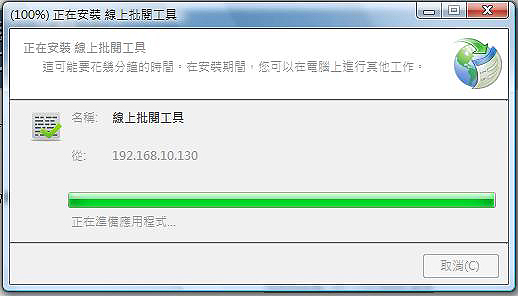 (100%) 正在安裝 線上批閱工具
正在安裝 線上批閱工具
這可能要花幾分鐘的時間。在安裝期間，您可以在電腦上進行其他工作。
名稱: 線上批閱工具
從: 192.168.10.130
正在準備應用程式...
取消(C)